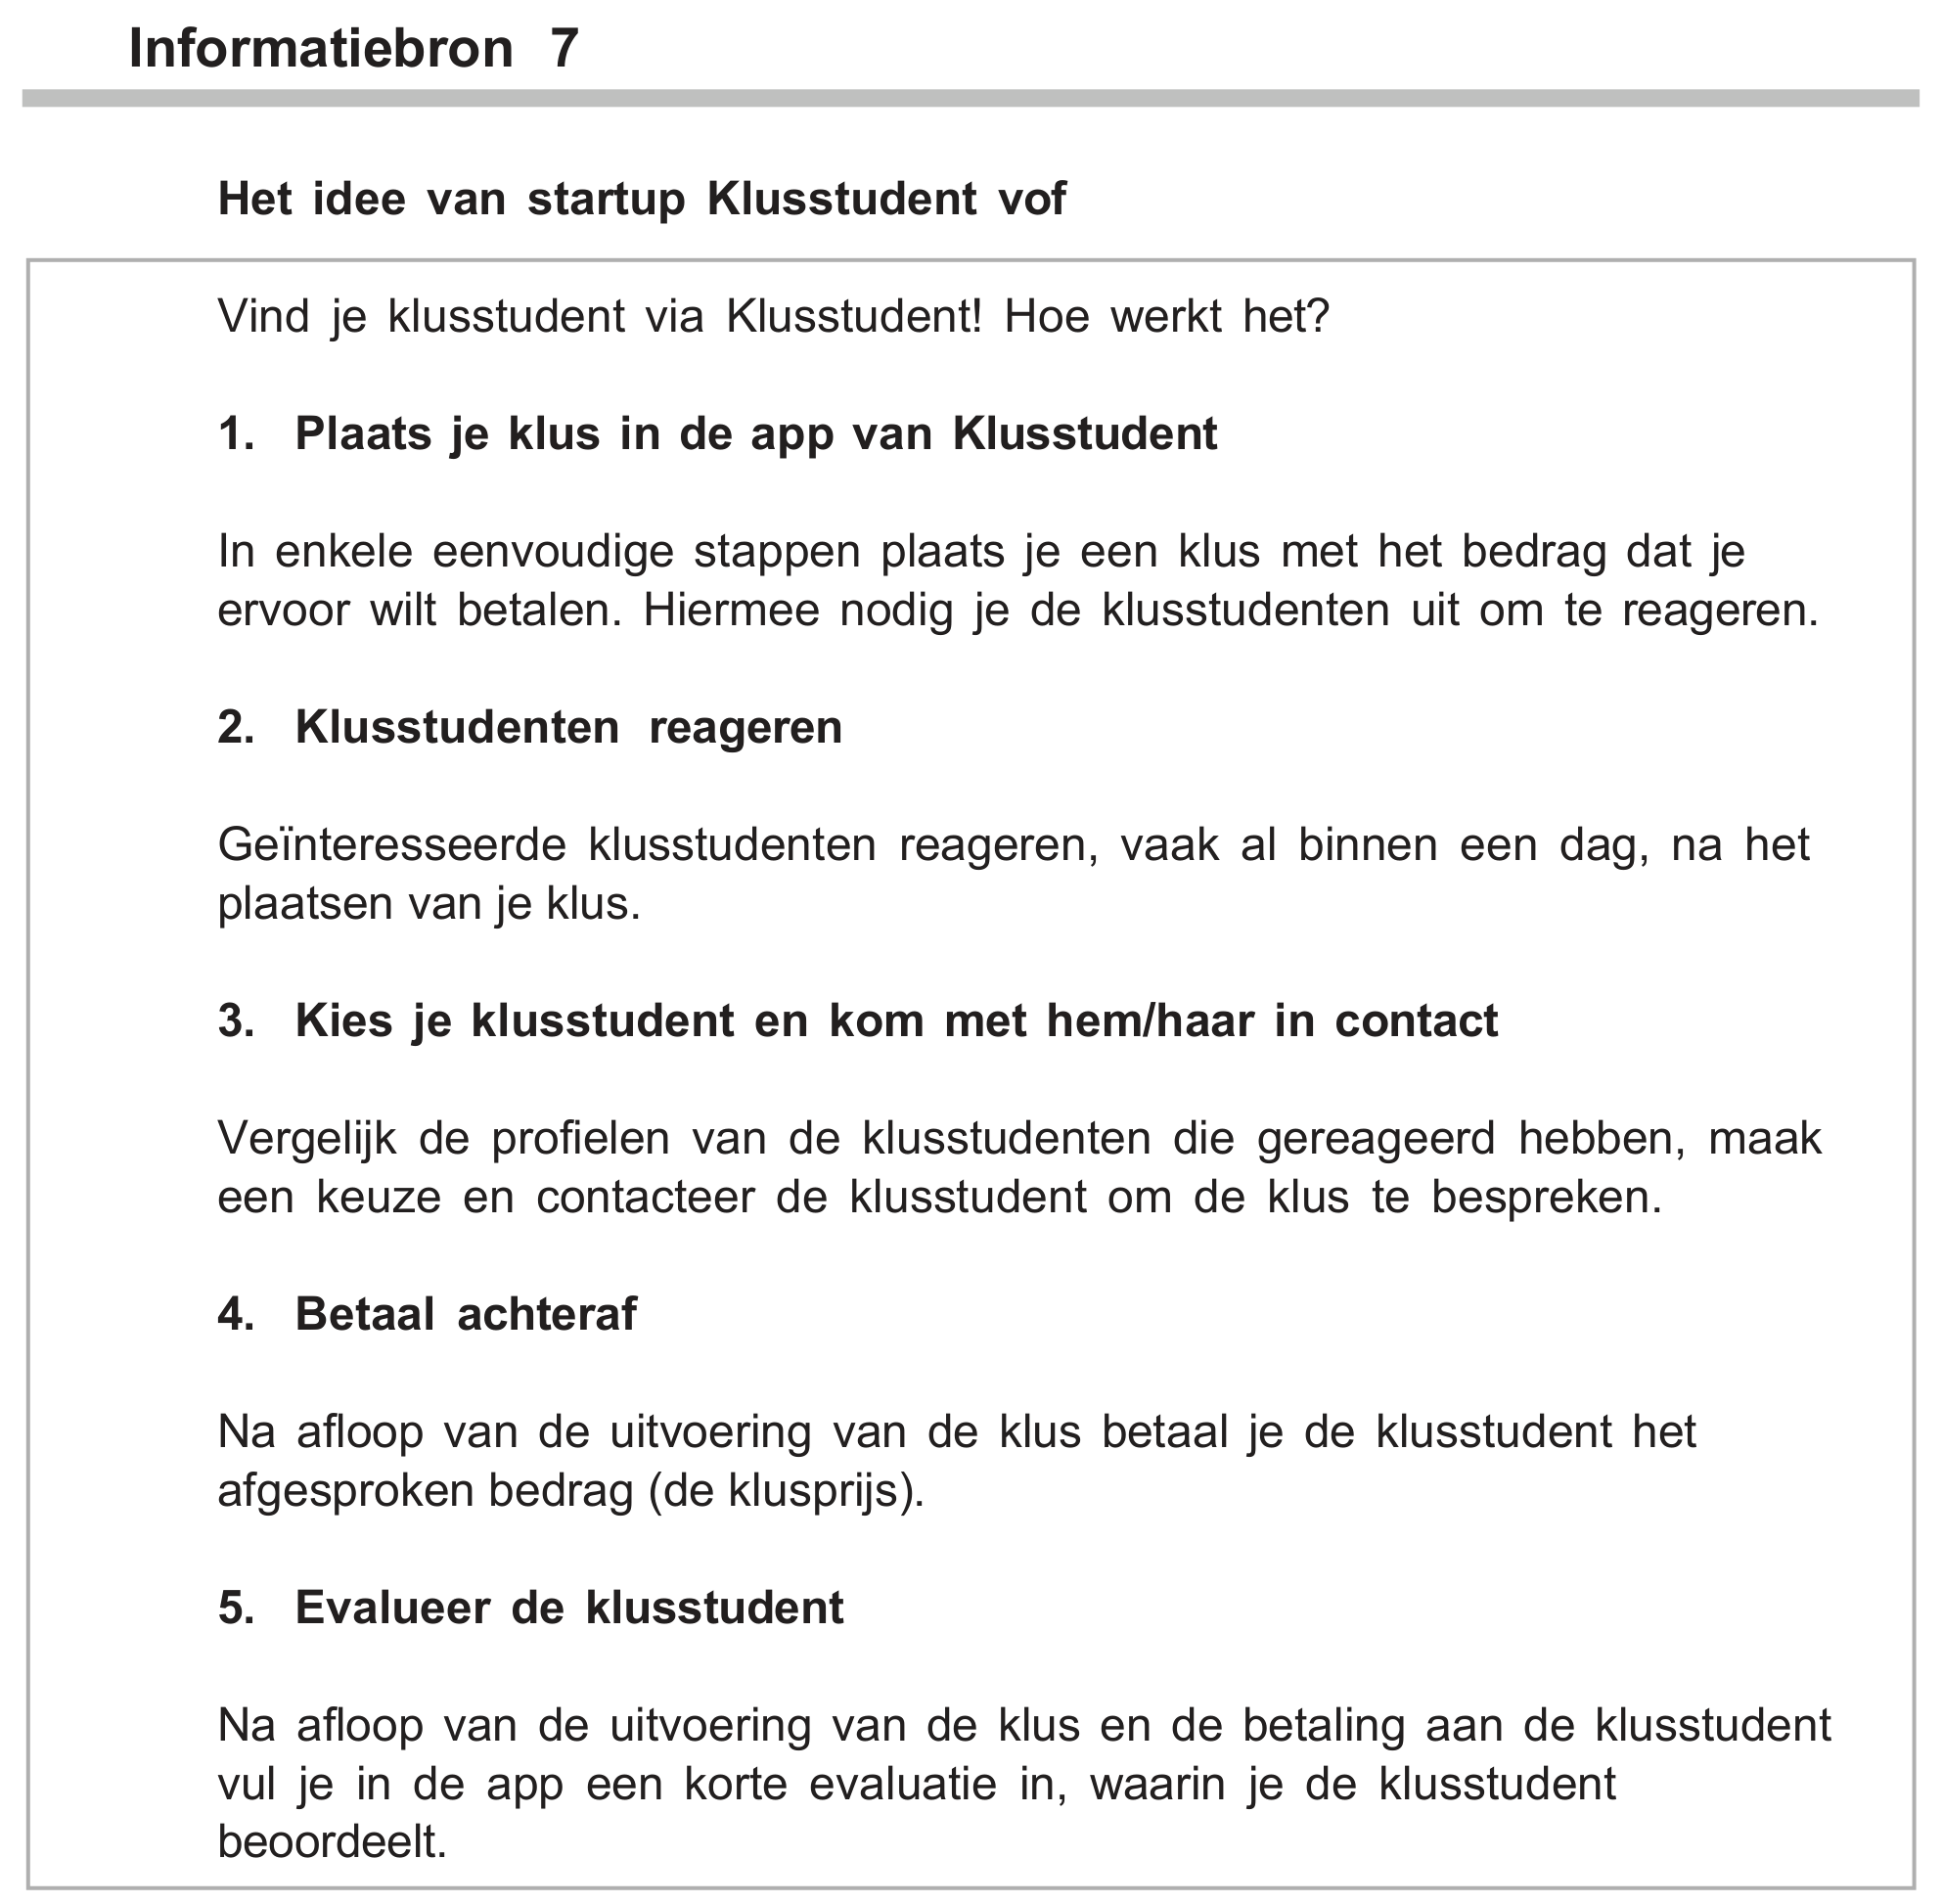 Informatiebron 7
Het idee van startup Klusstudent vof
Vind je klusstudent via Klusstudent! Hoe werkt het?
1. Plaats je klus in de app van Klusstudent
In enkele eenvoudige stappen plaats je een klus met het bedrag dat je
ervoor wilt betalen. Hiermee nodig je de klusstudenten uit om te reageren.
2. Klusstudenten reageren
Geïnteresseerde klusstudenten reageren, vaak al binnen een dag, na het
plaatsen van je klus.
3. Kies je klusstudent en kom met hem/haar in contact
Vergelijk de profielen van de klusstudenten die gereageerd hebben, maak
een keuze en contacteer de klusstudent om de klus te bespreken.
4. Betaal achteraf
Na afloop van de uitvoering van de klus betaal je de klusstudent het
afgesproken bedrag (de klusprijs).
5. Evalueer de klusstudent
Na afloop van de uitvoering van de klus en de betaling aan de klusstudent
vul je in de app een korte evaluatie in, waarin je de klusstudent
beoordeelt.